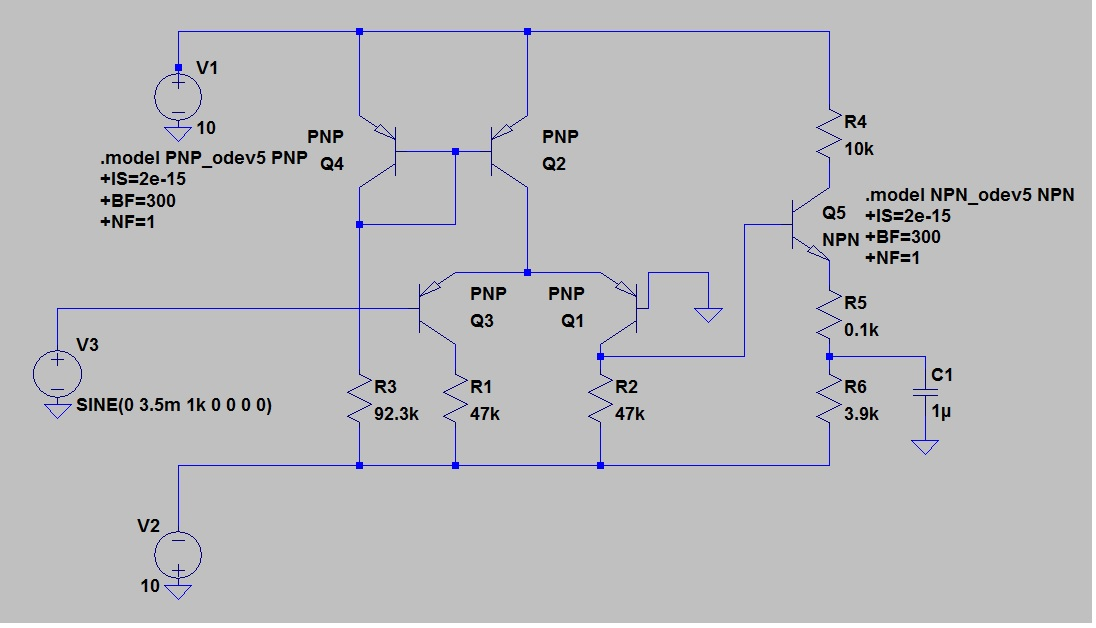 V1
10
.model PNP_odev5 PNP
+IS=2e-15
+BF=300
+NF=1
PNP
Q4
PNP
Q2
R4
10k
.model NPN_odev5 NPN
+IS=2e-15
+BF=300
+NF=1
Q5
NPN
PNP
Q3
PNP
Q1
R5
0.1k
V3
SINE(0 3.5m 1k 0 0 0 0)
R3
92.3k
R1
47k
R2
47k
R6
3.9k
C1
1µ
V2
10